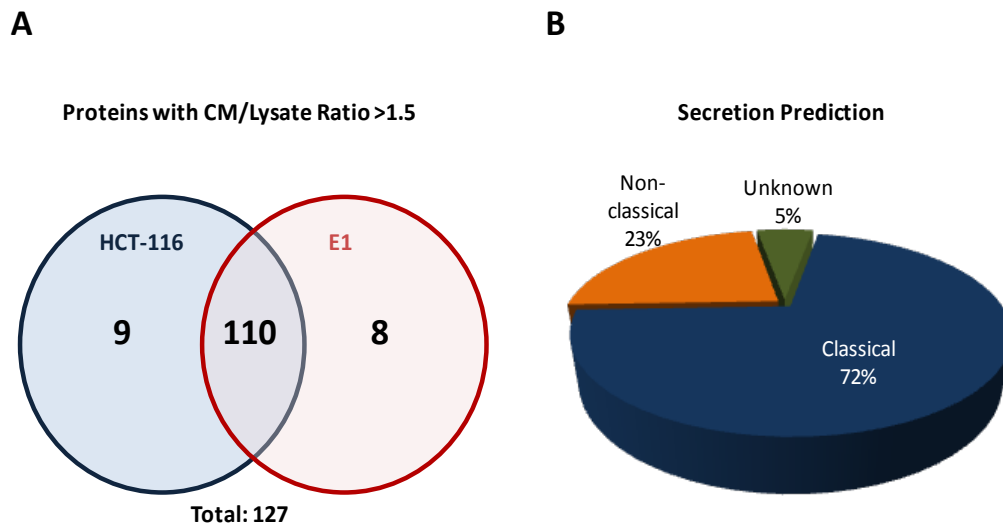 A
B
Proteins with CM/Lysate Ratio >1.5
HCT-116
E1
9
110
8
Total: 127
Secretion Prediction
Non-
classical
23%
Unknown
5%
Classical
72%